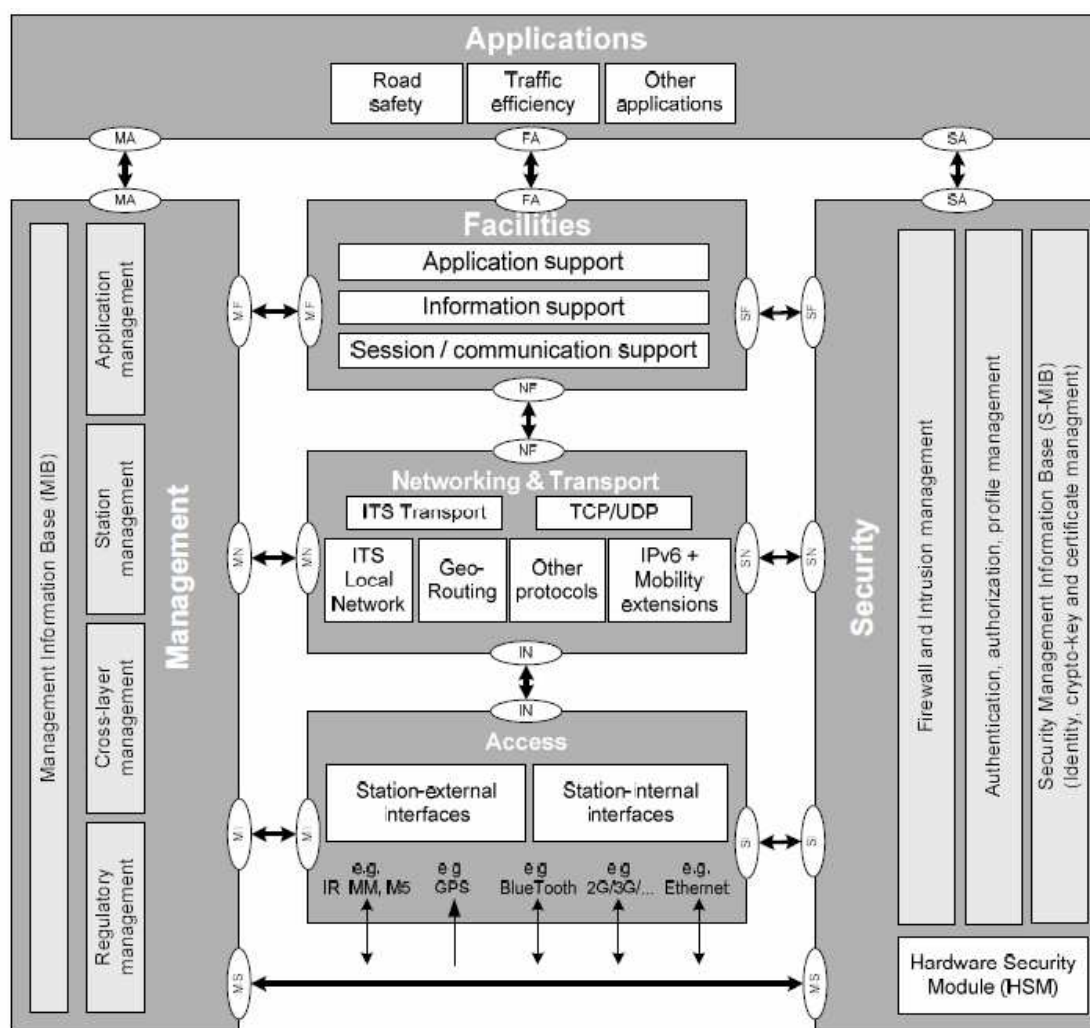 Applications
Road
safety
Traffic
efficiency
Other
applications
MA
FA
SA
MA
FA
SA
Management Information Base (MIB)
Application
management
Station
management
Cross-layer
management
Regulatory
management
Management
MF
MF
MN
MN
MI
MI
MS
Facilities
Application support
Information support
Session / communication support
NF
NF
Networking & Transport
ITS Transport
TCP/UDP
ITS
Local
Network
Geo-
Routing
Other
protocols
IPv6 +
Mobility
extensions
IN
IN
Access
Station-external
interfaces
Station-internal
interfaces
e.g.
IR MM, M5
e g
GPS
e g
BlueTooth
e g
2G/3G/...
e.g.
Ethernet
SF
SF
SN
SN
SI
SI
MS
Security
Firewall and Intrusion management
Authentication, authorization, profile management
Security Management Information Base (S-MIB)
(Identity, crypto-key and certificate managment)
Hardware Security
Module (HSM)